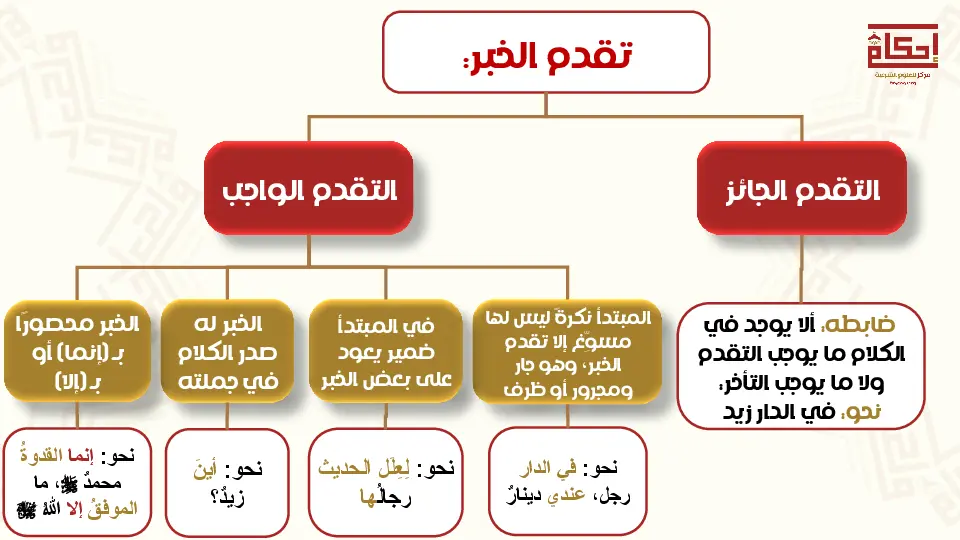 إحكام
مركز للعلوم الشرعية
تقدم الخبر:
التقدم الجائز
التقدم الواجب
ضابطه: ألا يوجد في
الكلام ما يوجب التقدم
ولا ما يوجب التأخر؛
نحو: في الدار زيد
المبتدأ نكرة ليس لها
مسوِّغ إلا تقدم
الخبر، وهو جار
ومجرور أو ظرف
في المبتدأ
ضمير يعود
على بعض الخبر
الخبر له
صدر الكلام
في جملته
الخبر محصورًا
بـ (إنما) أو
بـ (إلا)
نحو: في الدار
رجل، عندي دينارٌ
نحو: لِعِلَلِ الحديث
رجالُها
نحو: أينَ
زيدٌ؟
نحو: إنما القدوةُ
محمدٌ ﷺ، ما
الموفقُ إلا اللهُ